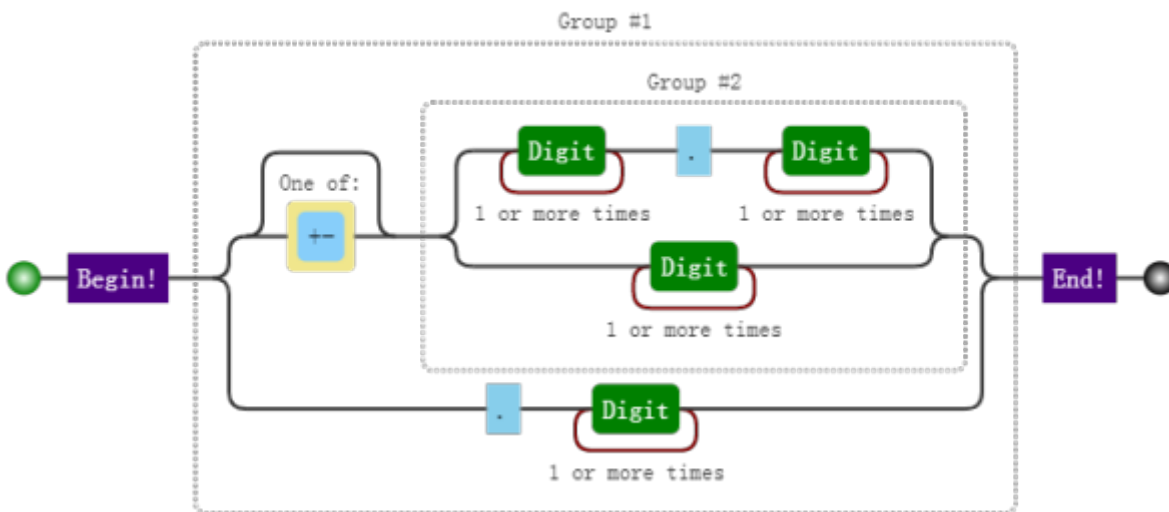 Group #1
Group #2
Digit . Digit
One of:
1 or more times 1 or more times
+-
Digit
Begin! End!
1 or more times
. Digit
1 or more times